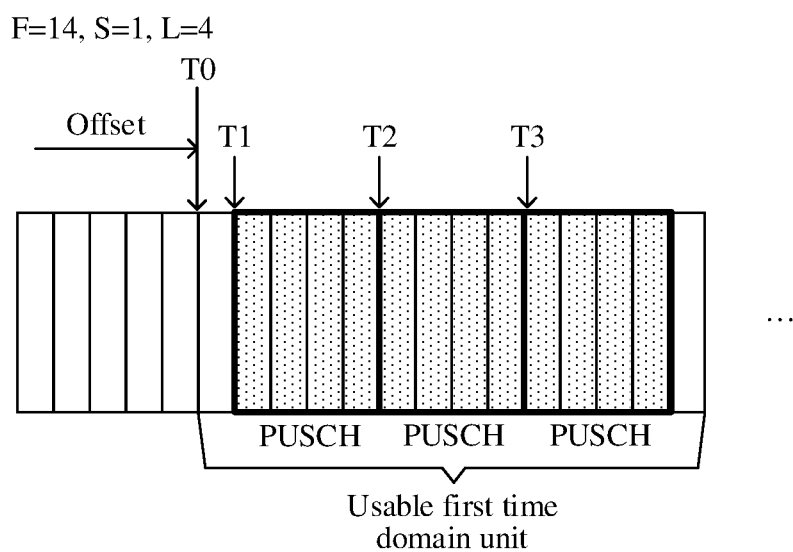 F=14, S=1, L=4
T0
Offset
T1
T2
T3
...
PUSCH
PUSCH
PUSCH
Usable first time
domain unit